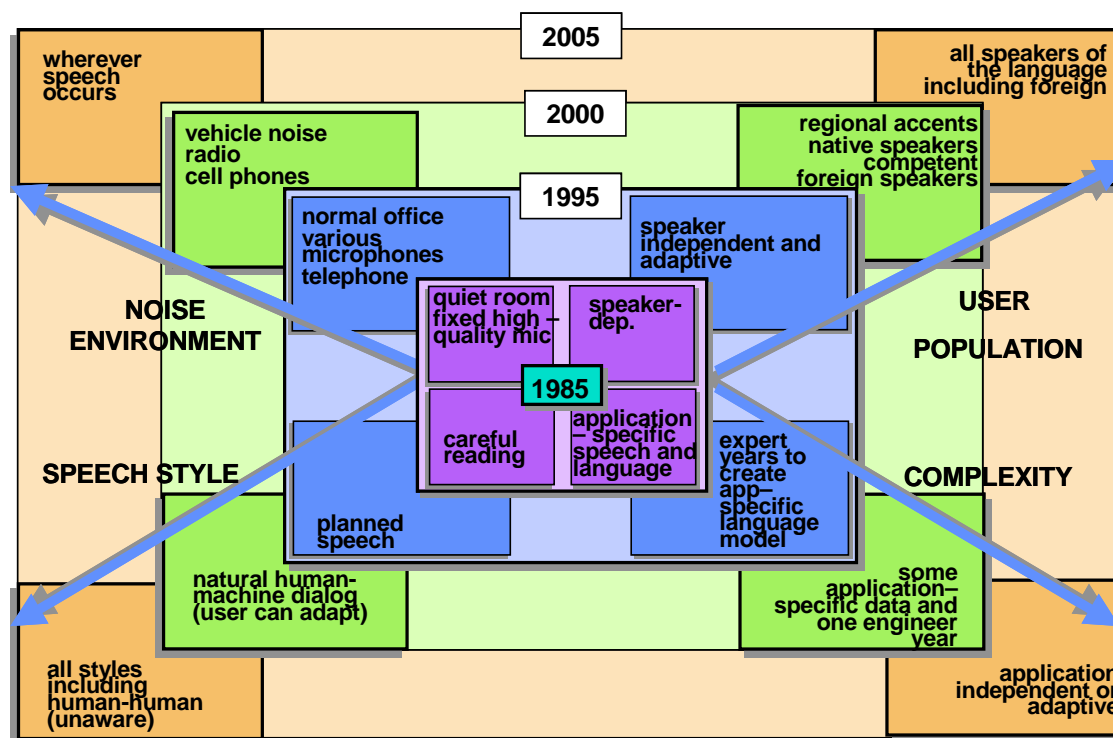 2005
wherever
speech
occurs
all speakers of
the language
including foreign
2000
vehicle noise
radio
cell phones
regional accents
native speakers
competent
foreign speakers
1995
normal office
various
microphones
telephone
speaker
independent and
adaptive
quiet room
fixed high –
quality mic
speaker-
dep.
NOISE
ENVIRONMENT
USER
POPULATION
1985
careful
reading
application
– specific
speech and
language
expert
years to
create
app–
specific
language
model
SPEECH STYLE
COMPLEXITY
planned
speech
natural human-
machine dialog
(user can adapt)
some
application–
specific data and
one engineer
year
all styles
including
human-human
(unaware)
application
independent or
adaptive